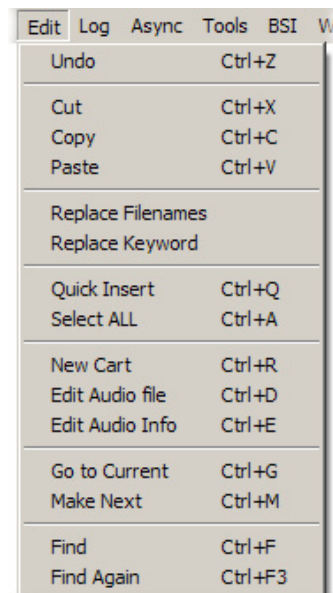 Edit Log Async Tools BSI
Undo Ctrl+Z
Cut Ctrl+X
Copy Ctrl+C
Paste Ctrl+V
Replace Filenames
Replace Keyword
Quick Insert Ctrl+Q
Select ALL Ctrl+A
New Cart Ctrl+R
Edit Audio file Ctrl+D
Edit Audio Info Ctrl+E
Go to Current Ctrl+G
Make Next Ctrl+M
Find Ctrl+F
Find Again Ctrl+F3